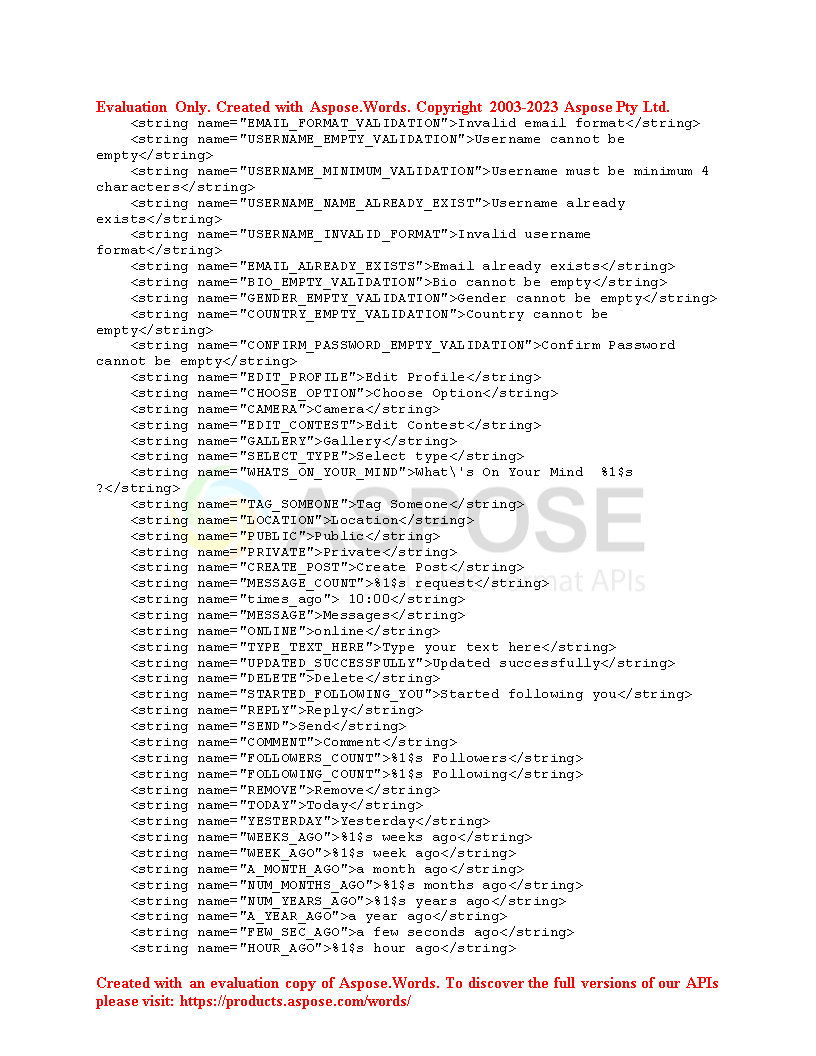 Evaluation Only. Created with Aspose.Words. Copyright 2003-2023 Aspose Pty Ltd.
<string name="EMAIL_FORMAT_VALIDATION">Invalid email format</string>
<string name="USERNAME_EMPTY_VALIDATION">Username cannot be
empty</string>
<string name="USERNAME_MINIMUM_VALIDATION">Username must be minimum 4
characters</string>
<string name="USERNAME_NAME_ALREADY_EXIST">Username already
exists</string>
<string name="USERNAME_INVALID_FORMAT">Invalid username
format</string>
<string name="EMAIL_ALREADY_EXISTS">Email already exists</string>
<string name="BIO_EMPTY_VALIDATION">Bio cannot be empty</string>
<string name="GENDER_EMPTY_VALIDATION">Gender cannot be empty</string>
<string name="COUNTRY_EMPTY_VALIDATION">Country cannot be
empty</string>
<string name="CONFIRM_PASSWORD_EMPTY_VALIDATION">Confirm Password
cannot be empty</string>
<string name="EDIT_PROFILE">Edit Profile</string>
<string name="CHOOSE_OPTION">Choose Option</string>
<string name="CAMERA">Camera</string>
<string name="EDIT_CONTEST">Edit Contest</string>
<string name="GALLERY">Gallery</string>
<string name="SELECT_TYPE">Select type</string>
<string name="WHATS_ON_YOUR_MIND">What\'s On Your Mind  %1$s
?</string>
<string name="TAG_SOMEONE">Tag Someone</string>
<string name="LOCATION">Location</string>
<string name="PUBLIC">Public</string>
<string name="PRIVATE">Private</string>
<string name="CREATE_POST">Create Post</string>
<string name="MESSAGE_COUNT">%1$s request</string>
<string name="times_ago"> 10:00</string>
<string name="MESSAGE">Messages</string>
<string name="ONLINE">online</string>
<string name="TYPE_TEXT_HERE">Type your text here</string>
<string name="UPDATED_SUCCESSFULLY">Updated successfully</string>
<string name="DELETE">Delete</string>
<string name="STARTED_FOLLOWING_YOU">Started following you</string>
<string name="REPLY">Reply</string>
<string name="SEND">Send</string>
<string name="COMMENT">Comment</string>
<string name="FOLLOWERS_COUNT">%1$s Followers</string>
<string name="FOLLOWING_COUNT">%1$s Following</string>
<string name="REMOVE">Remove</string>
<string name="TODAY">Today</string>
<string name="YESTERDAY">Yesterday</string>
<string name="WEEKS_AGO">%1$s weeks ago</string>
<string name="WEEK_AGO">%1$s week ago</string>
<string name="A_MONTH_AGO">a month ago</string>
<string name="NUM_MONTHS_AGO">%1$s months ago</string>
<string name="NUM_YEARS_AGO">%1$s years ago</string>
<string name="A_YEAR_AGO">a year ago</string>
<string name="FEW_SEC_AGO">a few seconds ago</string>
<string name="HOUR_AGO">%1$s hour ago</string>
Created with an evaluation copy of Aspose.Words. To discover the full versions of our APIs
please visit: https://products.aspose.com/words/
ASPOSE
APIs